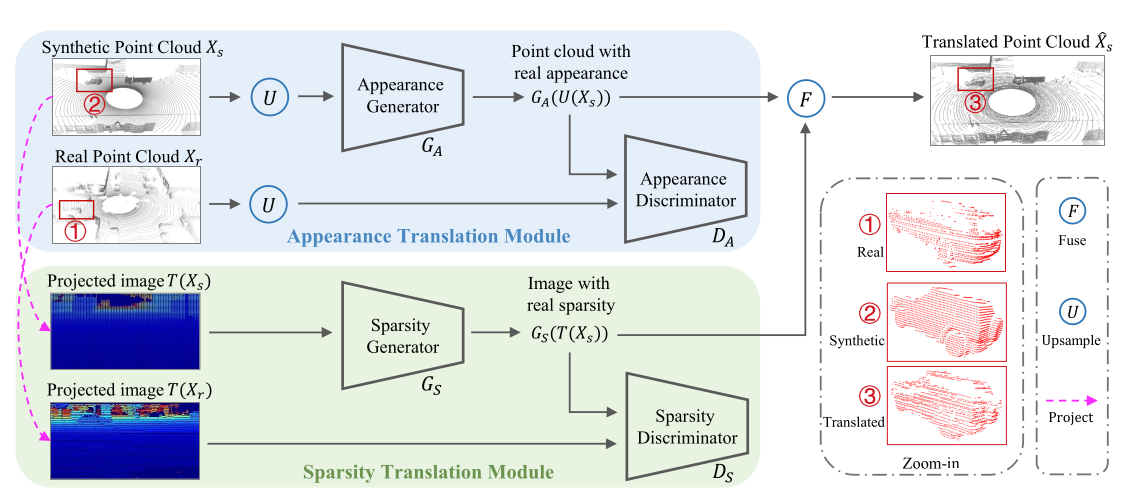 Synthetic Point Cloud X_s
②
U
Appearance
Generator
G_A
Point cloud with
real appearance
G_A(U(X_s))
F
Translated Point Cloud X̂_s
③
Real Point Cloud X_r
①
U
Appearance
Discriminator
D_A
Appearance Translation Module
Projected image T(X_s)
Sparsity
Generator
G_S
Image with
real sparsity
G_S(T(X_s))
Projected image T(X_r)
Sparsity
Discriminator
D_S
Sparsity Translation Module
①
Real
②
Synthetic
③
Translated
Zoom-in
F
Fuse
U
Upsample
Project